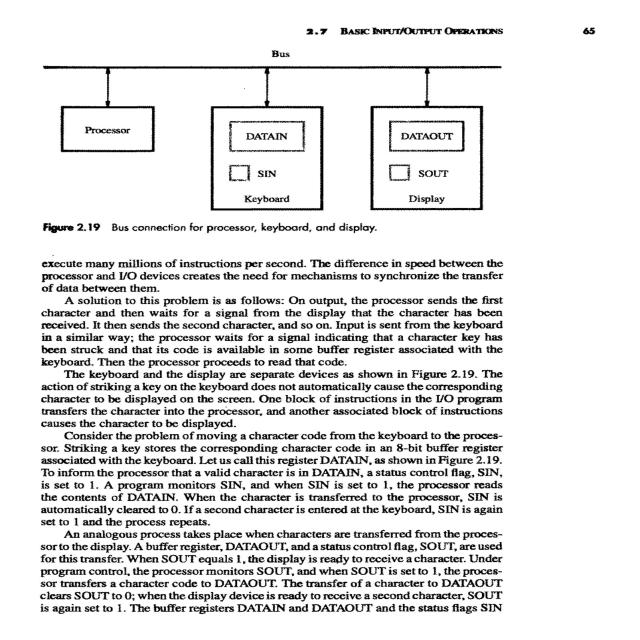 2.7 BASIC INPUT/OUTPUT OPERATIONS 65
Bus
Processor
DATAIN
DATAOUT
SIN
SOUT
Keyboard
Display
Figure 2.19 Bus connection for processor, keyboard, and display.
execute many millions of instructions per second. The difference in speed between the
processor and I/O devices creates the need for mechanisms to synchronize the transfer
of data between them.
A solution to this problem is as follows: On output, the processor sends the first
character and then waits for a signal from the display that the character has been
received. It then sends the second character, and so on. Input is sent from the keyboard
in a similar way; the processor waits for a signal indicating that a character key has
been struck and that its code is available in some buffer register associated with the
keyboard. Then the processor proceeds to read that code.
The keyboard and the display are separate devices as shown in Figure 2.19. The
action of striking a key on the keyboard does not automatically cause the corresponding
character to be displayed on the screen. One block of instructions in the I/O program
transfers the character into the processor, and another associated block of instructions
causes the character to be displayed.
Consider the problem of moving a character code from the keyboard to the proces-
sor. Striking a key stores the corresponding character code in an 8-bit buffer register
associated with the keyboard. Let us call this register DATAIN, as shown in Figure 2.19.
To inform the processor that a valid character is in DATAIN, a status control flag, SIN,
is set to 1. A program monitors SIN, and when SIN is set to 1, the processor reads
the contents of DATAIN. When the character is transferred to the processor, SIN is
automatically cleared to 0. If a second character is entered at the keyboard, SIN is again
set to 1 and the process repeats.
An analogous process takes place when characters are transferred from the proces-
sor to the display. A buffer register, DATAOUT, and a status control flag, SOUT, are used
for this transfer. When SOUT equals 1, the display is ready to receive a character. Under
program control, the processor monitors SOUT, and when SOUT is set to 1, the proces-
sor transfers a character code to DATAOUT. The transfer of a character to DATAOUT
clears SOUT to 0; when the display device is ready to receive a second character, SOUT
is again set to 1. The buffer registers DATAIN and DATAOUT and the status flags SIN